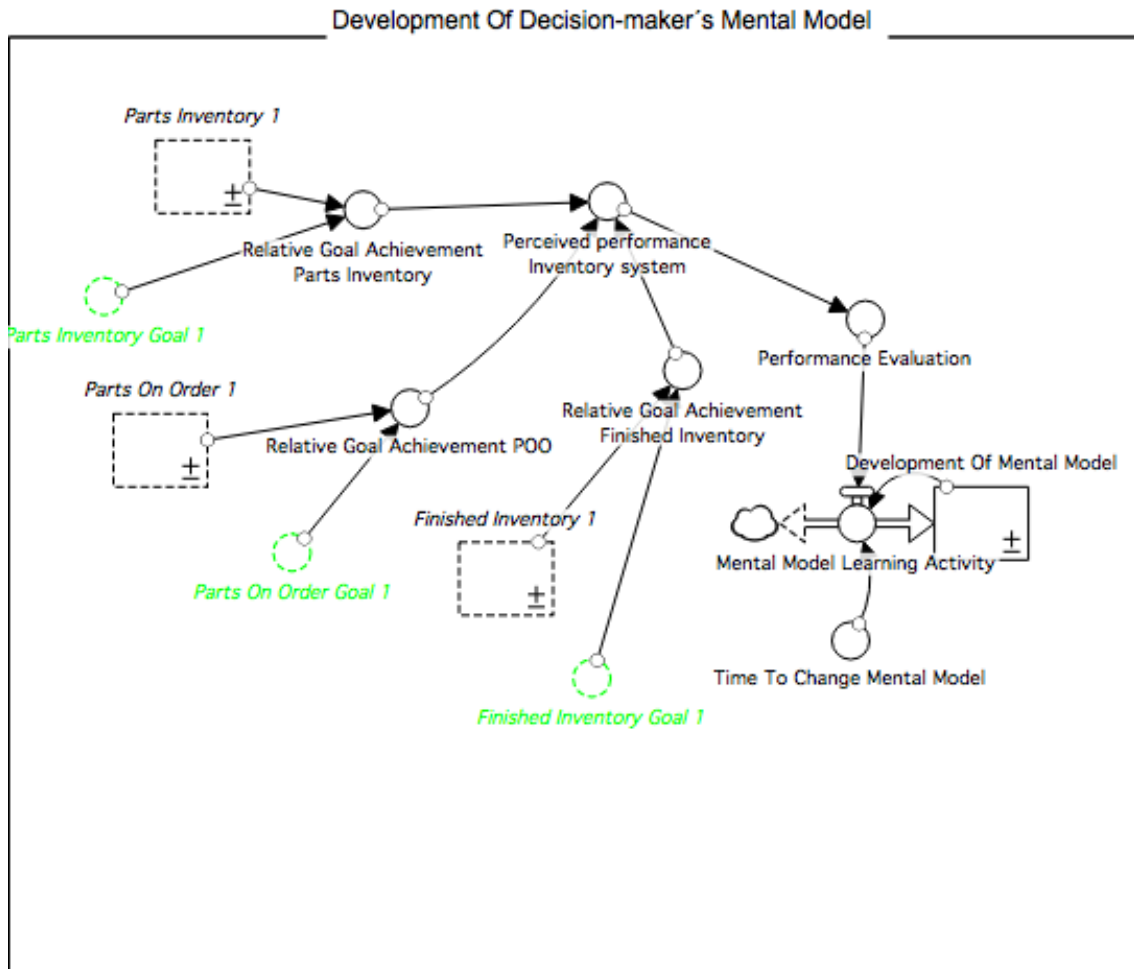 Development Of Decision-maker´s Mental Model
Parts Inventory 1
Relative Goal Achievement
Parts Inventory
Perceived performance
Inventory system
Parts Inventory Goal 1
Performance Evaluation
Parts On Order 1
Relative Goal Achievement POO
Relative Goal Achievement
Finished Inventory
Development Of Mental Model
Finished Inventory 1
Mental Model Learning Activity
Parts On Order Goal 1
Time To Change Mental Model
Finished Inventory Goal 1